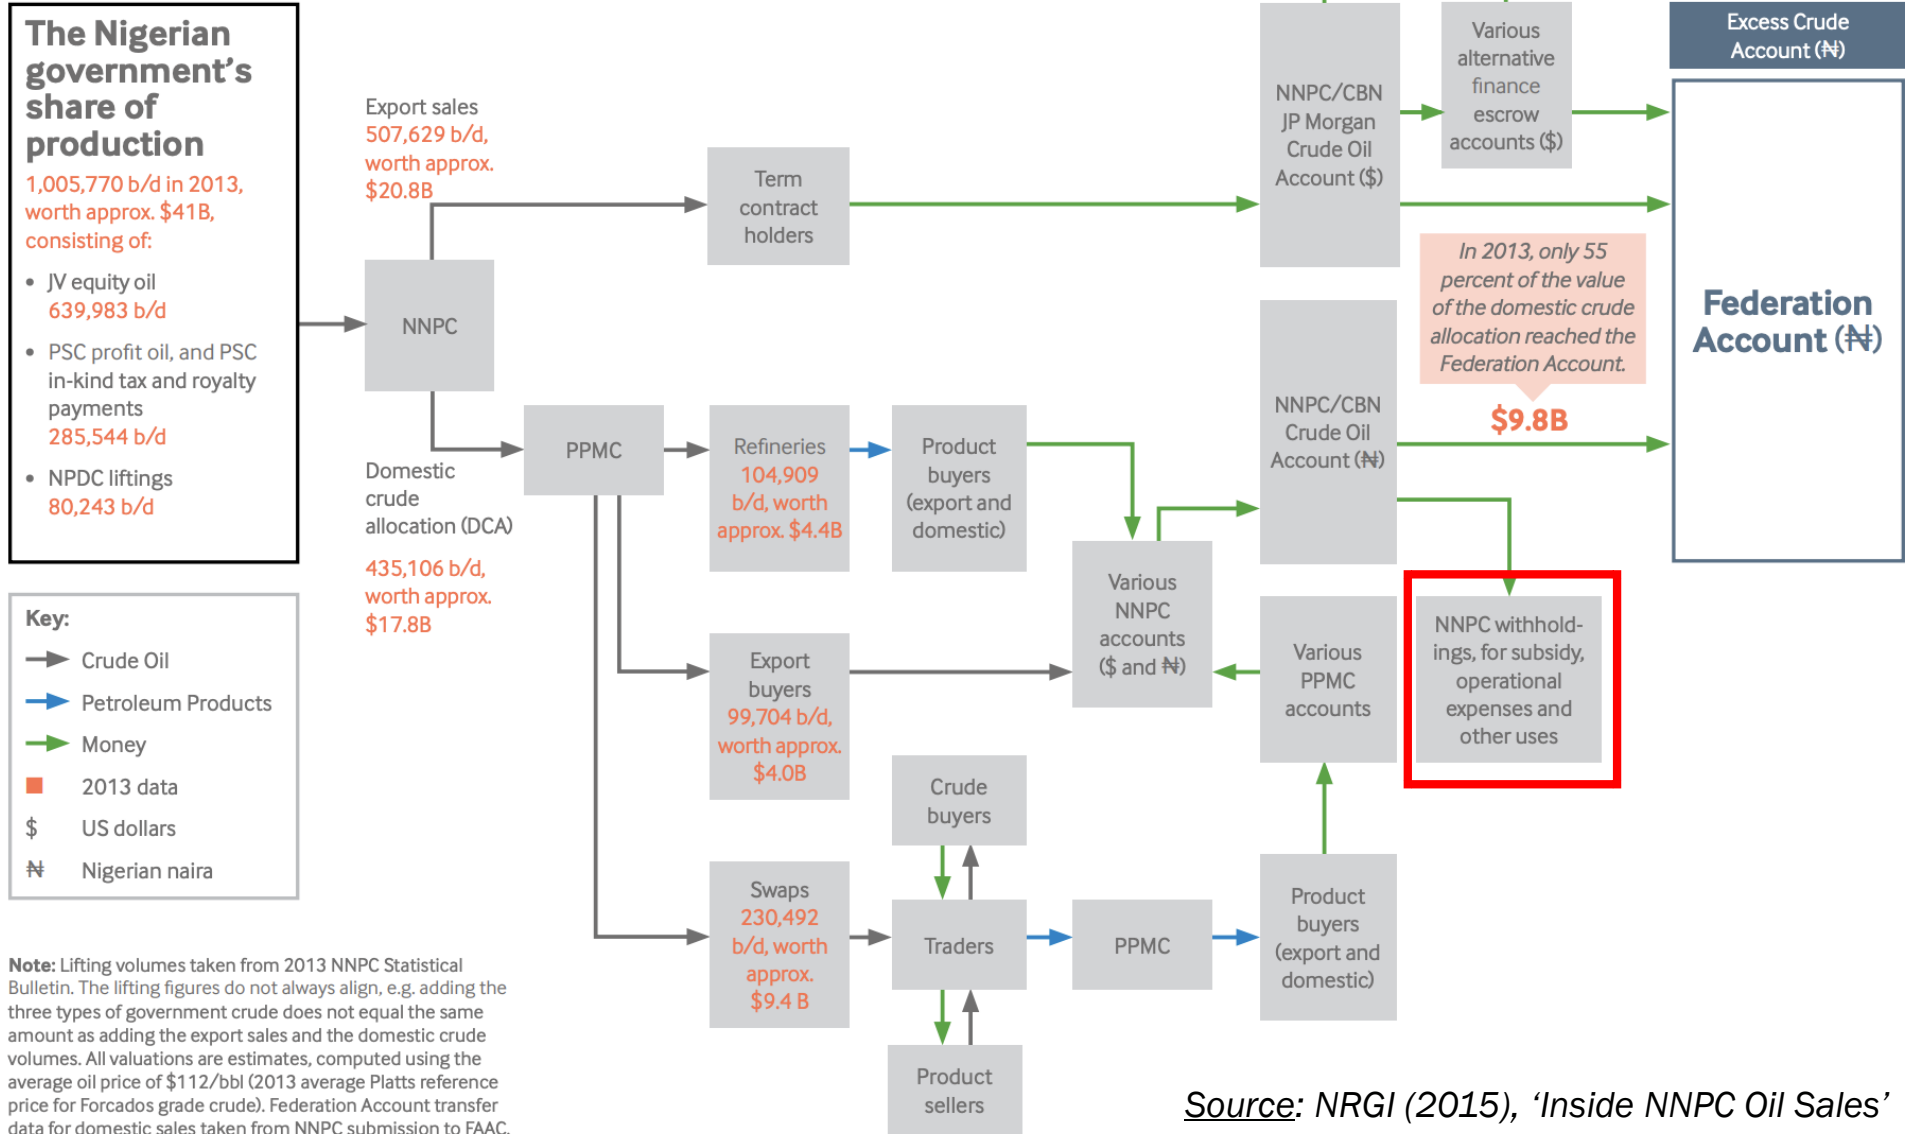 The Nigerian
government's
share of
production
1,005,770 b/d in 2013,
worth approx. $41B,
consisting of:
• JV equity oil
639,983 b/d
• PSC profit oil, and PSC
in-kind tax and royalty
payments
285,544 b/d
• NPDC liftings
80,243 b/d
Key:
Crude Oil
Petroleum Products
Money
2013 data
$ US dollars
₦ Nigerian naira
Note: Lifting volumes taken from 2013 NNPC Statistical
Bulletin. The lifting figures do not always align, e.g. adding the
three types of government crude does not equal the same
amount as adding the export sales and the domestic crude
volumes. All valuations are estimates, computed using the
average oil price of $112/bbl (2013 average Platts reference
price for Forcados grade crude). Federation Account transfer
data for domestic sales taken from NNPC submission to FAAC.
Export sales
507,629 b/d,
worth approx.
$20.8B
NNPC
Domestic
crude
allocation (DCA)
435,106 b/d,
worth approx.
$17.8B
Term
contract
holders
PPMC
Refineries
104,909
b/d, worth
approx. $4.4B
Product
buyers
(export and
domestic)
Export
buyers
99,704 b/d,
worth approx.
$4.0B
Swaps
230,492
b/d, worth
approx.
$9.4 B
Crude
buyers
Traders
Product
sellers
PPMC
Product
buyers
(export and
domestic)
Various
PPMC
accounts
Various
NNPC
accounts
($ and ₦)
NNPC/CBN
JP Morgan
Crude Oil
Account ($)
Various
alternative
finance
escrow
accounts ($)
NNPC/CBN
Crude Oil
Account (₦)
In 2013, only 55
percent of the value
of the domestic crude
allocation reached the
Federation Account.
$9.8B
NNPC withhold-
ings, for subsidy,
operational
expenses and
other uses
Excess Crude
Account (₦)
Federation
Account (₦)
Source: NRGI (2015), ‘Inside NNPC Oil Sales’